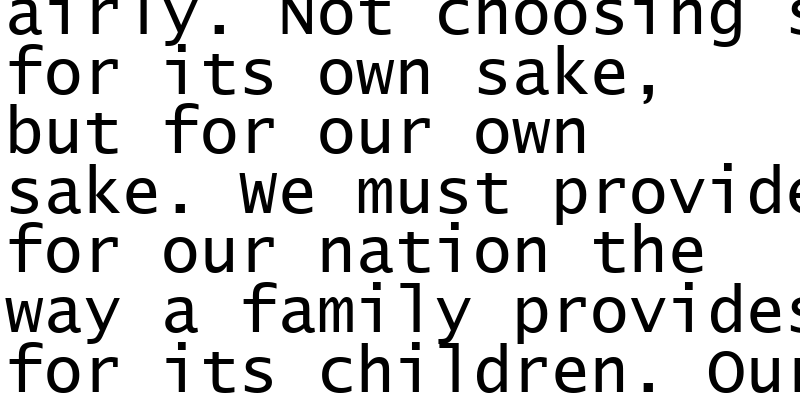 airly. Not choosing s
for its own sake,
but for our own
sake. We must provide
for our nation the
way a family provides
for its children. Our